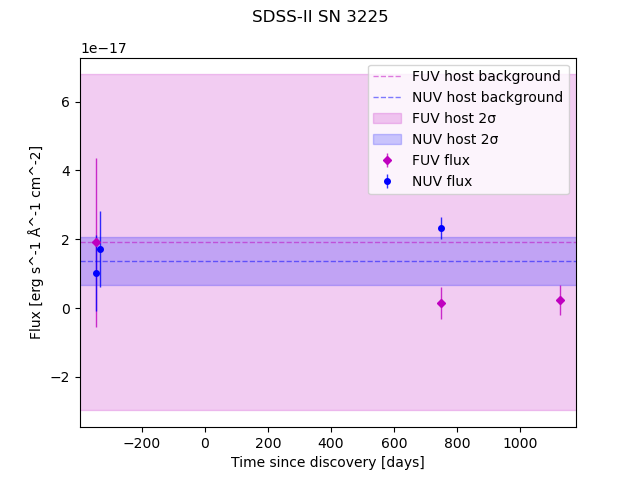 SDSS-II SN 3225
1e−17
FUV host background
NUV host background
FUV host 2σ
NUV host 2σ
FUV flux
NUV flux
6
4
2
0
−2
Flux [erg s^-1 Å^-1 cm^-2]
−200 0 200 400 600 800 1000
Time since discovery [days]